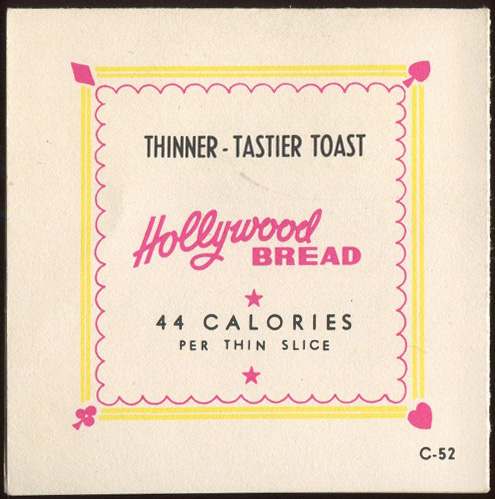 THINNER - TASTIER TOAST
Hollywood
BREAD
44 CALORIES
PER THIN SLICE
C-52